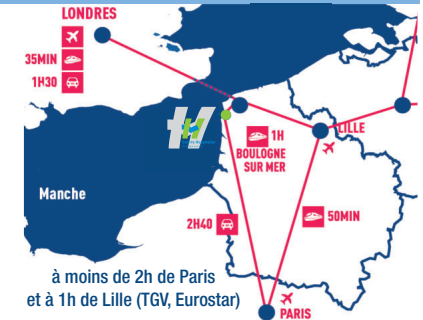 LONDRES
35MIN
1H30
1H
LILLE
BOULOGNE
SUR MER
Manche
2H40
50MIN
à moins de 2h de Paris
et à 1h de Lille (TGV, Eurostar)
PARIS